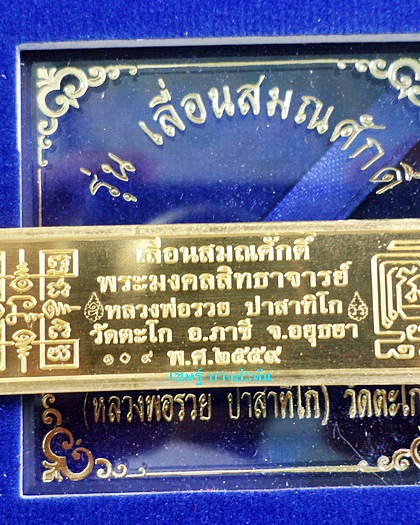 รุ่น เลื่อนสมณศักดิ์
เลื่อนสมณศักดิ์
พระมงคลสิทธาจารย์
หลวงพ่อรวย ปาสาทิโก
วัดตะโก อ.ภาชี จ.อยุธยา
๑๐๙ พ.ศ.๒๕๕๙
(หลวงพ่อรวย ปาสาทิโก) วัดตะโก